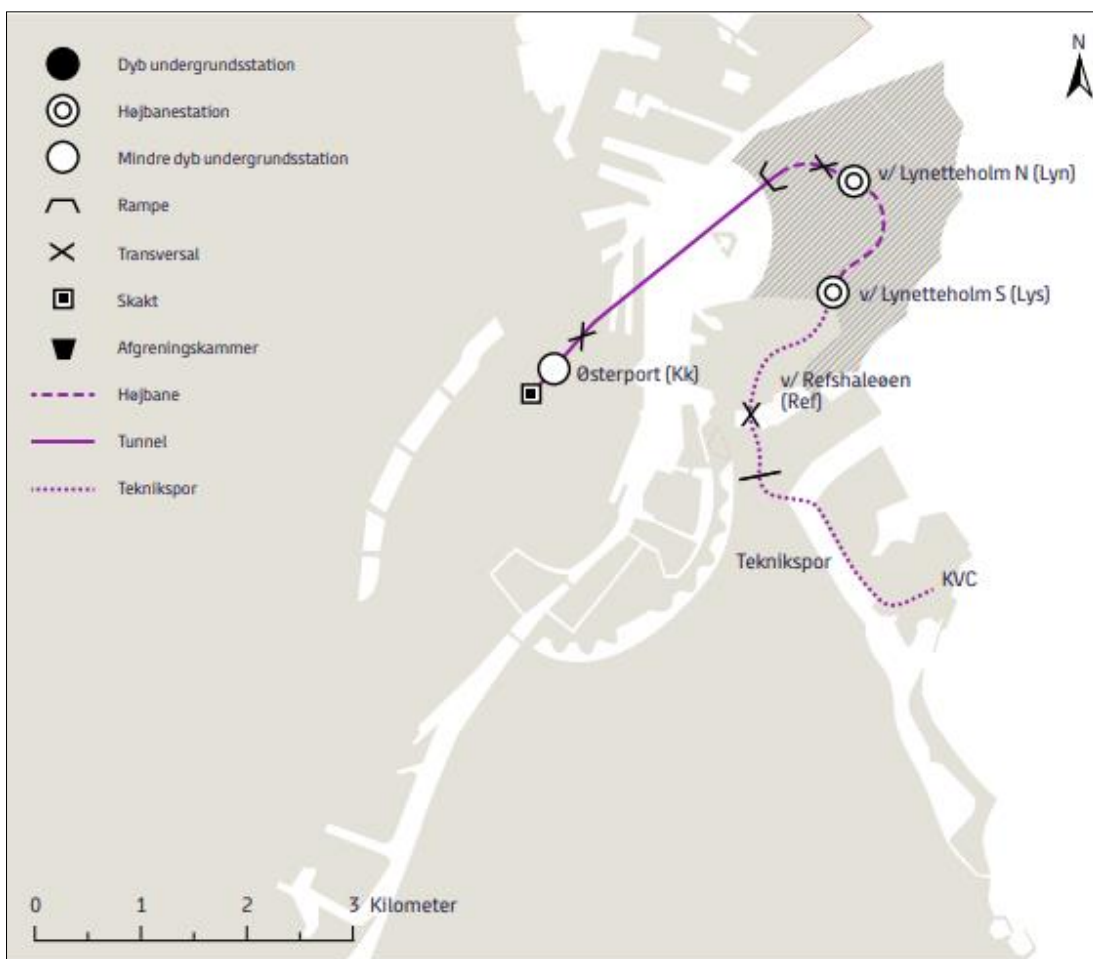 Dyb undergrundsstation
Højbanestation
Mindre dyb undergrundsstation
Rampe
Transversal
Skakt
Afgreningskammer
Højbane
Tunnel
Teknikspor
N
v/ Lynetteholm N (Lyn)
v/ Lynetteholm S (Lys)
Østerport (Kk)
v/ Refshaleøen
(Ref)
Teknikspor
KVC
0 1 2 3 Kilometer